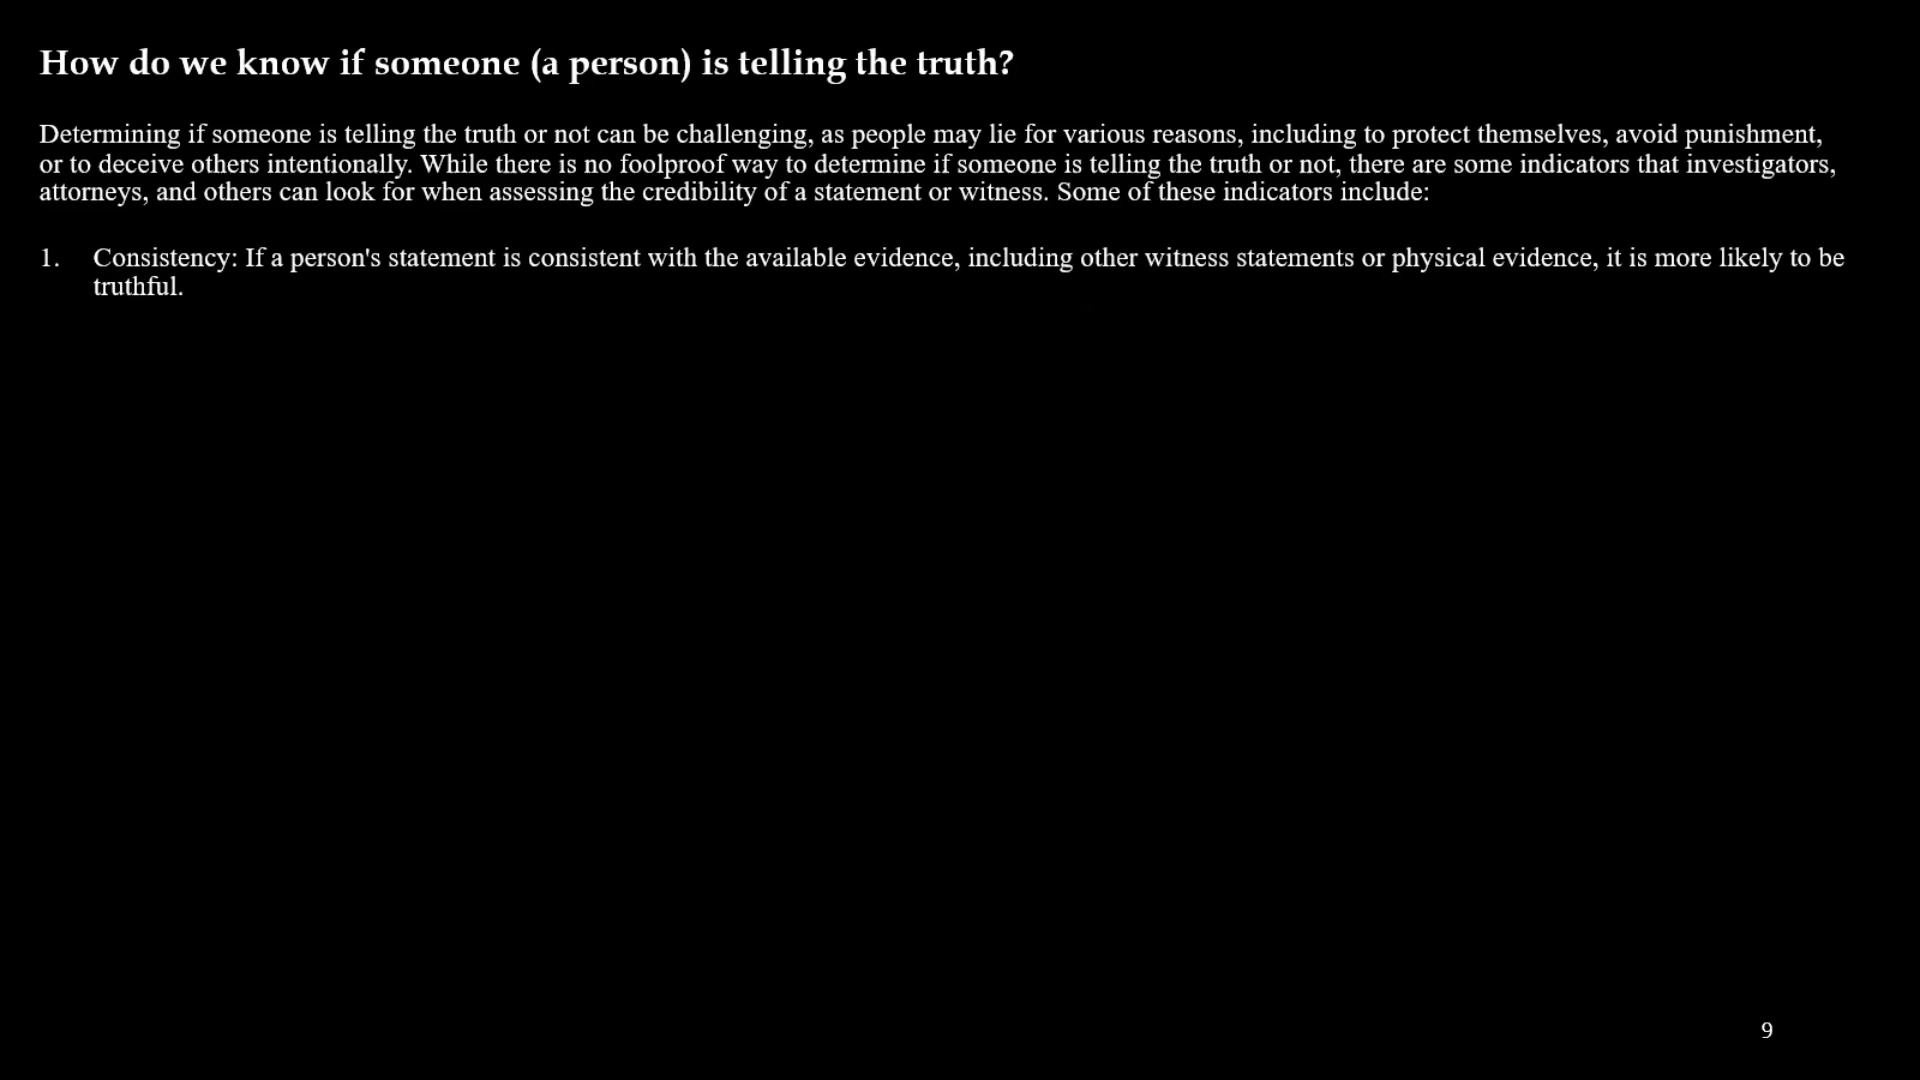 How do we know if someone (a person) is telling the truth?
Determining if someone is telling the truth or not can be challenging, as people may lie for various reasons, including to protect themselves, avoid punishment,
or to deceive others intentionally. While there is no foolproof way to determine if someone is telling the truth or not, there are some indicators that investigators,
attorneys, and others can look for when assessing the credibility of a statement or witness. Some of these indicators include:
1. Consistency: If a person's statement is consistent with the available evidence, including other witness statements or physical evidence, it is more likely to be
truthful.
9